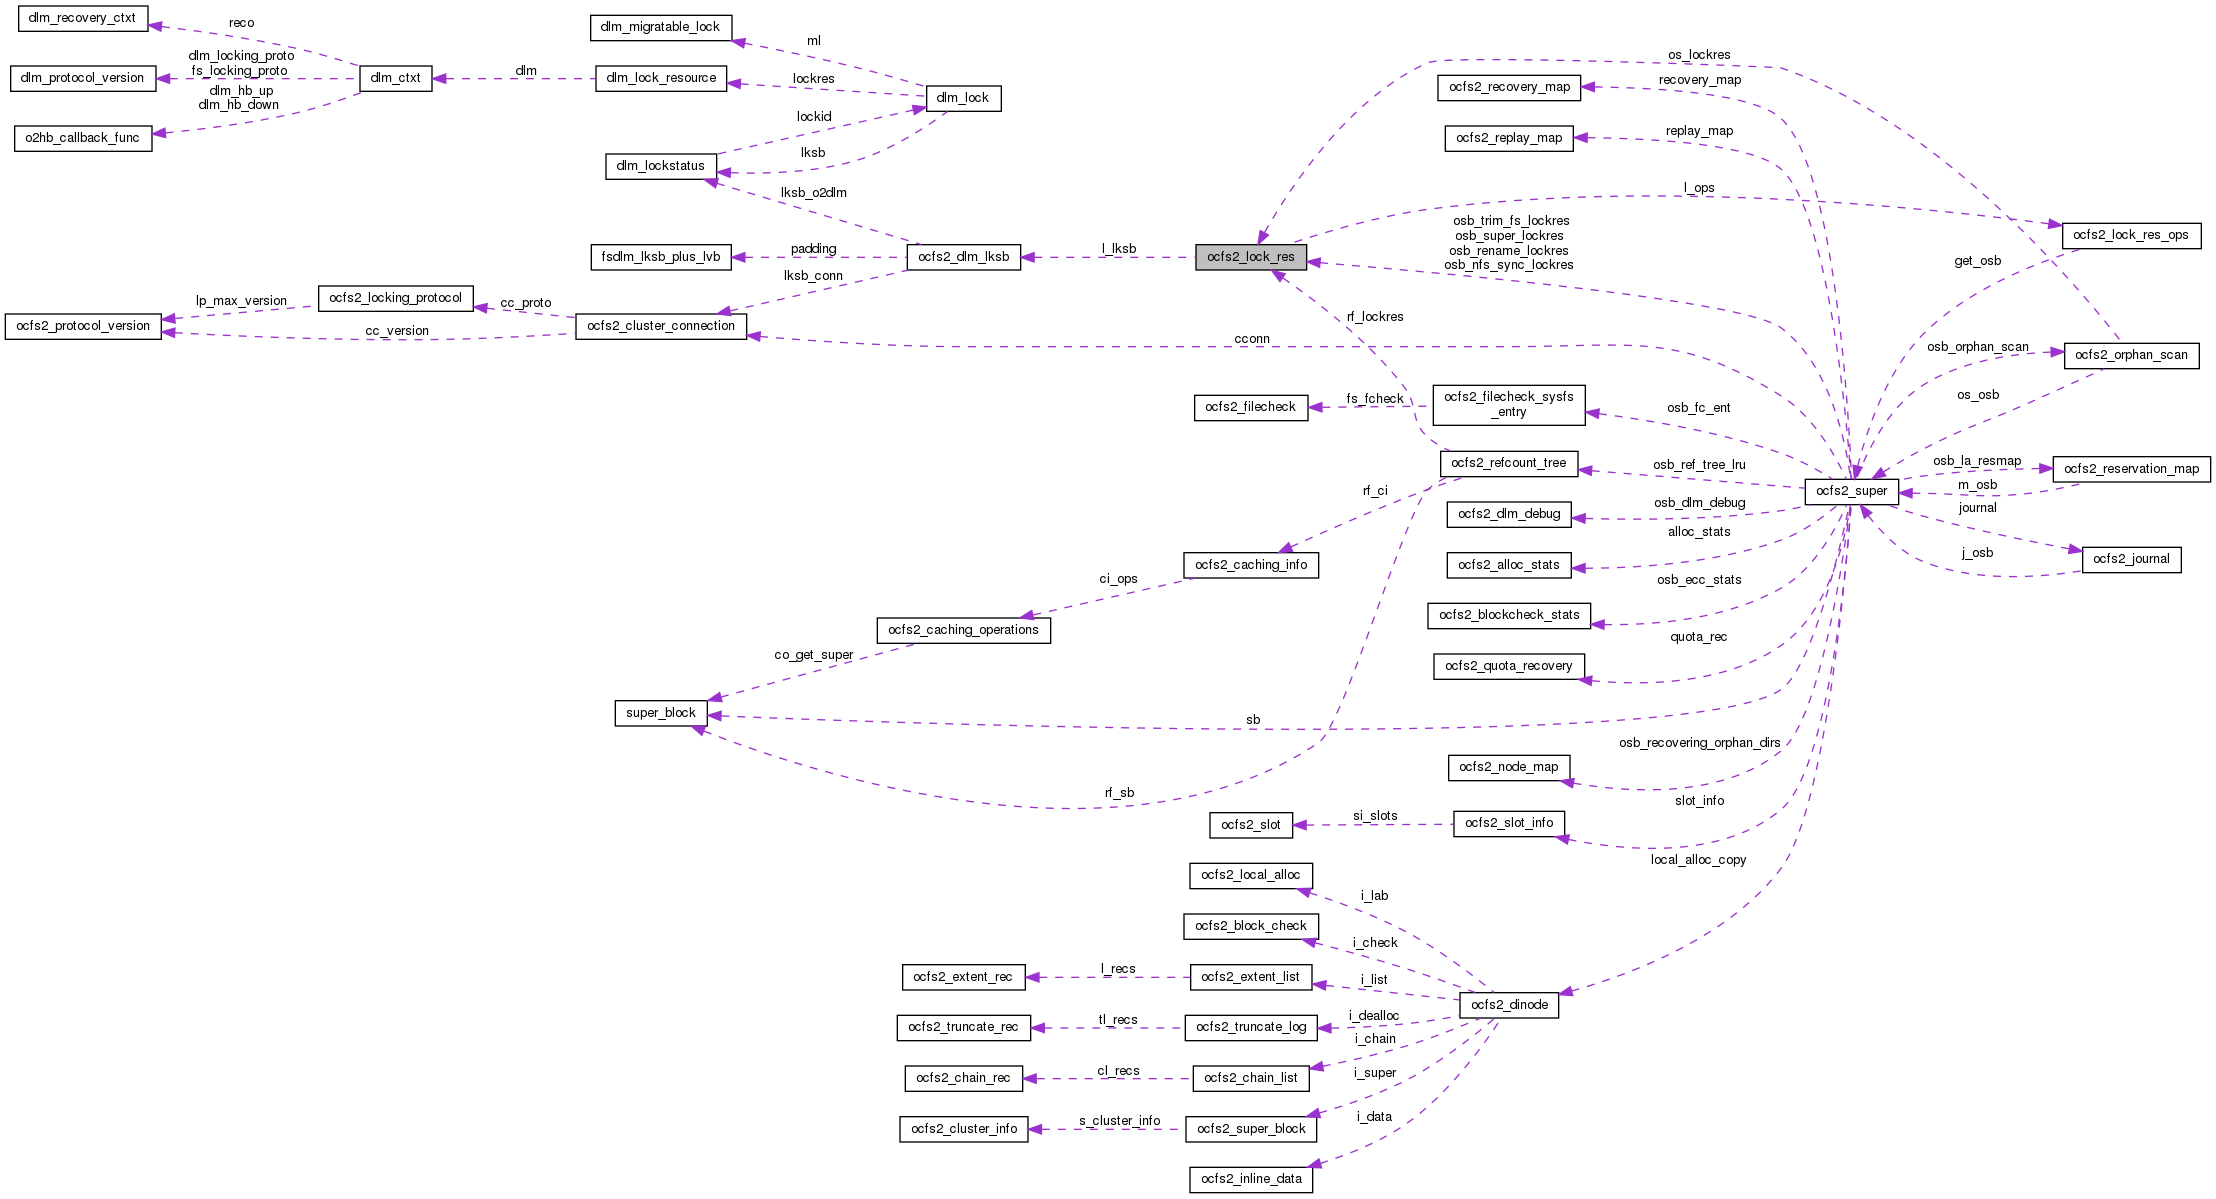 dlm_recovery_ctxt
reco
dlm_migratable_lock
ml
os_lockres
dlm_locking_proto
fs_locking_proto
dlm_protocol_version
dlm_ctxt
dlm
dlm_lock_resource
lockres
dlm_lock
recovery_map
ocfs2_recovery_map
dlm_hb_up
dlm_hb_down
o2hb_callback_func
lockid
lksb
dlm_lockstatus
replay_map
ocfs2_replay_map
lksb_o2dlm
l_ops
osb_trim_fs_lockres
osb_super_lockres
osb_rename_lockres
osb_nfs_sync_lockres
ocfs2_lock_res_ops
fsdlm_lksb_plus_lvb
padding
ocfs2_dlm_lksb
l_lksb
ocfs2_lock_res
get_osb
lksb_conn
ocfs2_locking_protocol
lp_max_version
cc_proto
ocfs2_protocol_version
cc_version
ocfs2_cluster_connection
rf_lockres
cconn
osb_orphan_scan
ocfs2_orphan_scan
os_osb
ocfs2_filecheck
fs_fcheck
ocfs2_filecheck_sysfs
_entry
osb_fc_ent
ocfs2_refcount_tree
osb_ref_tree_lru
osb_la_resmap
ocfs2_reservation_map
m_osb
ocfs2_super
rf_ci
ocfs2_dlm_debug
osb_dlm_debug
journal
alloc_stats
ocfs2_alloc_stats
j_osb
ocfs2_journal
ocfs2_caching_info
ci_ops
osb_ecc_stats
ocfs2_blockcheck_stats
ocfs2_caching_operations
co_get_super
quota_rec
ocfs2_quota_recovery
super_block
sb
osb_recovering_orphan_dirs
ocfs2_node_map
rf_sb
slot_info
ocfs2_slot
si_slots
ocfs2_slot_info
local_alloc_copy
ocfs2_local_alloc
i_lab
ocfs2_block_check
i_check
ocfs2_extent_rec
l_recs
ocfs2_extent_list
i_list
ocfs2_dinode
ocfs2_truncate_rec
tl_recs
ocfs2_truncate_log
i_dealloc
i_chain
ocfs2_chain_rec
cl_recs
ocfs2_chain_list
i_super
ocfs2_cluster_info
s_cluster_info
ocfs2_super_block
i_data
ocfs2_inline_data